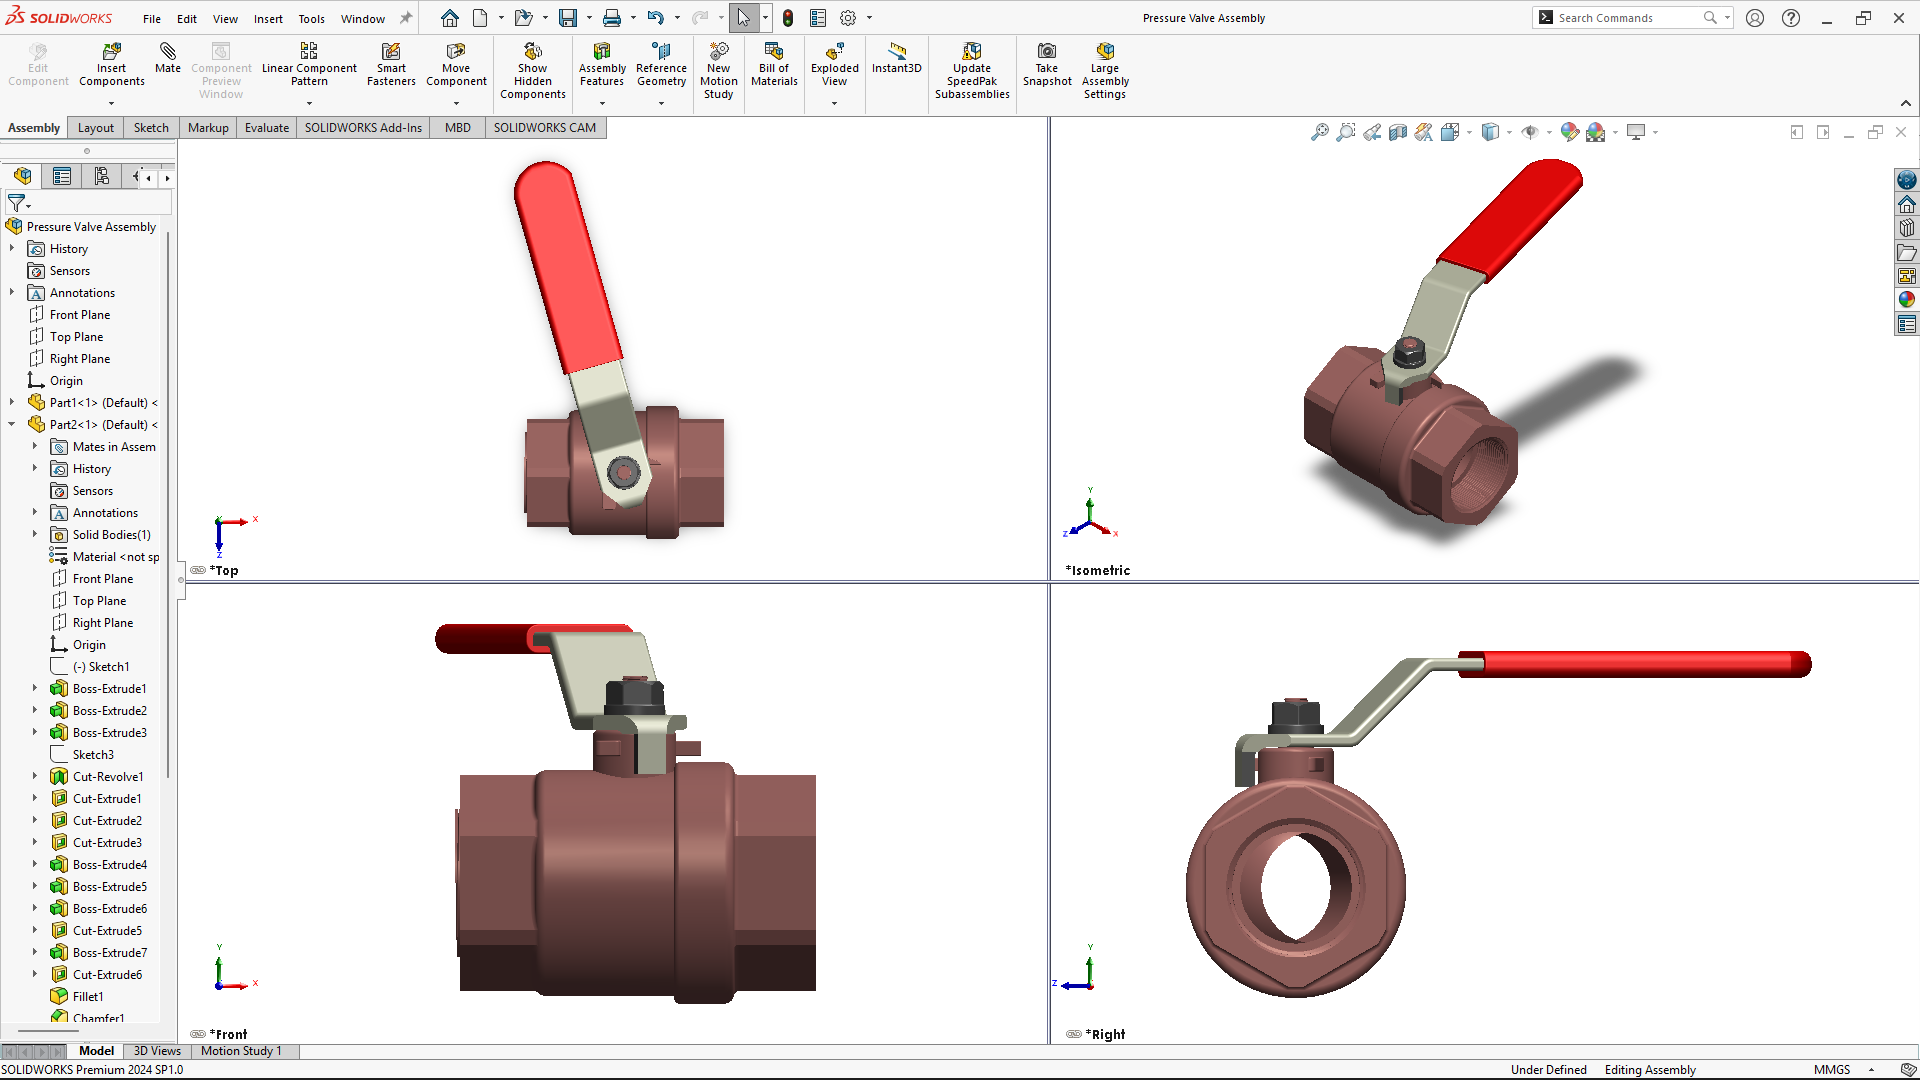 SOLIDWORKS
File Edit View Insert Tools Window
Pressure Valve Assembly
Search Commands
Edit Component
Insert Components
Mate
Component Preview Window
Linear Component Pattern
Smart Fasteners
Move Component
Show Hidden Components
Assembly Features
Reference Geometry
New Motion Study
Bill of Materials
Exploded View
Instant3D
Update SpeedPak Subassemblies
Take Snapshot
Large Assembly Settings
Assembly Layout Sketch Markup Evaluate SOLIDWORKS Add-Ins MBD SOLIDWORKS CAM
Pressure Valve Assembly
History
Sensors
Annotations
Front Plane
Top Plane
Right Plane
Origin
Part1<1> (Default) <
Part2<1> (Default) <
Mates in Assem
History
Sensors
Annotations
Solid Bodies(1)
Material <not sp
Front Plane
Top Plane
Right Plane
Origin
(-) Sketch1
Boss-Extrude1
Boss-Extrude2
Boss-Extrude3
Sketch3
Cut-Revolve1
Cut-Extrude1
Cut-Extrude2
Cut-Extrude3
Boss-Extrude4
Boss-Extrude5
Boss-Extrude6
Cut-Extrude5
Boss-Extrude7
Cut-Extrude6
Fillet1
Chamfer1
Y X Z
*Top
Y Z X
*Isometric
Y X
*Front
Y Z
*Right
Model 3D Views Motion Study 1
SOLIDWORKS Premium 2024 SP1.0
Under Defined Editing Assembly MMGS